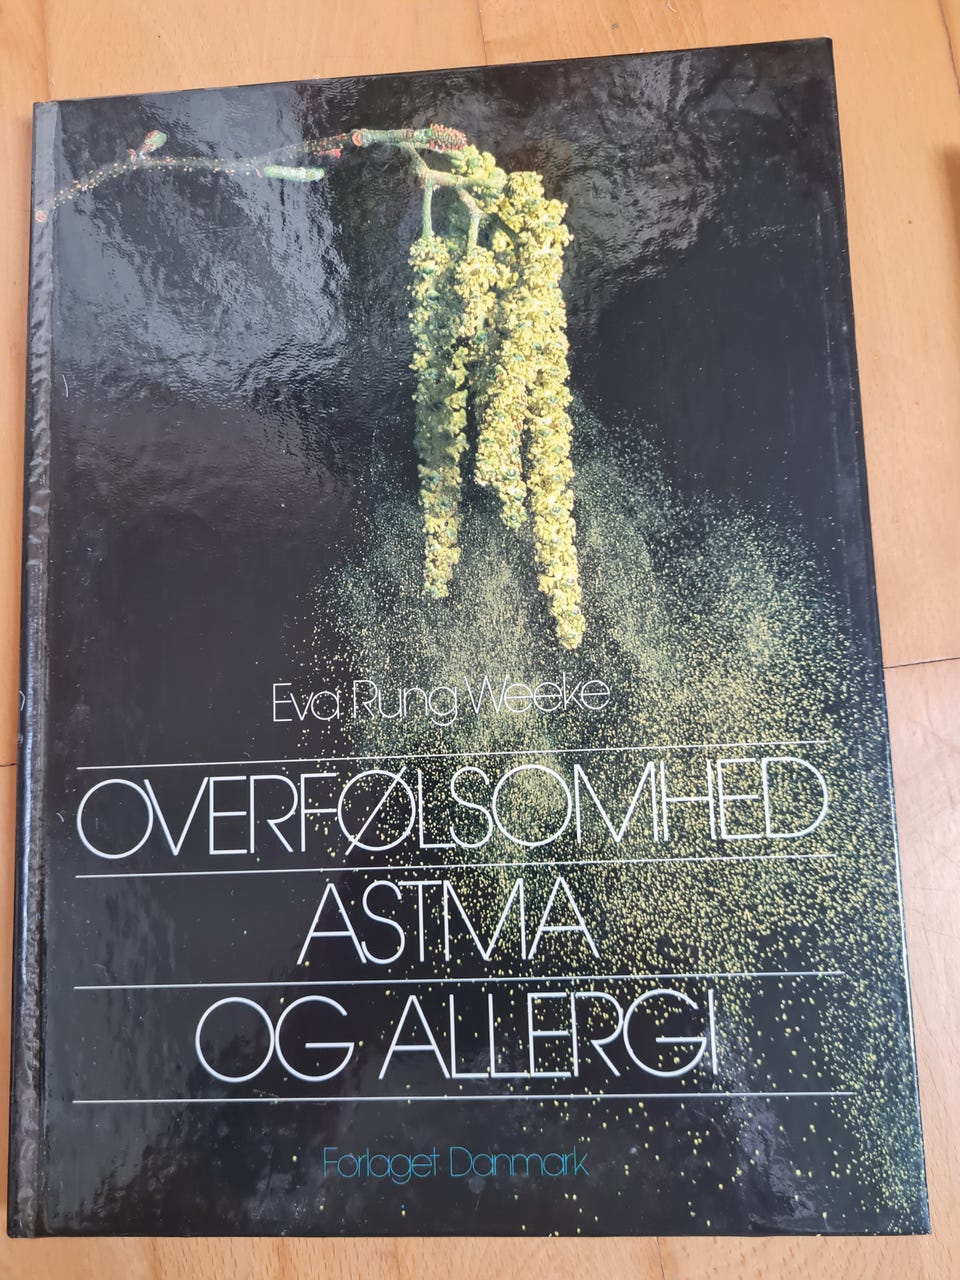 Eva Rung Weeke
OVERFØLSOMHED
ASTMA
OG ALLERGI
Forlaget Danmark